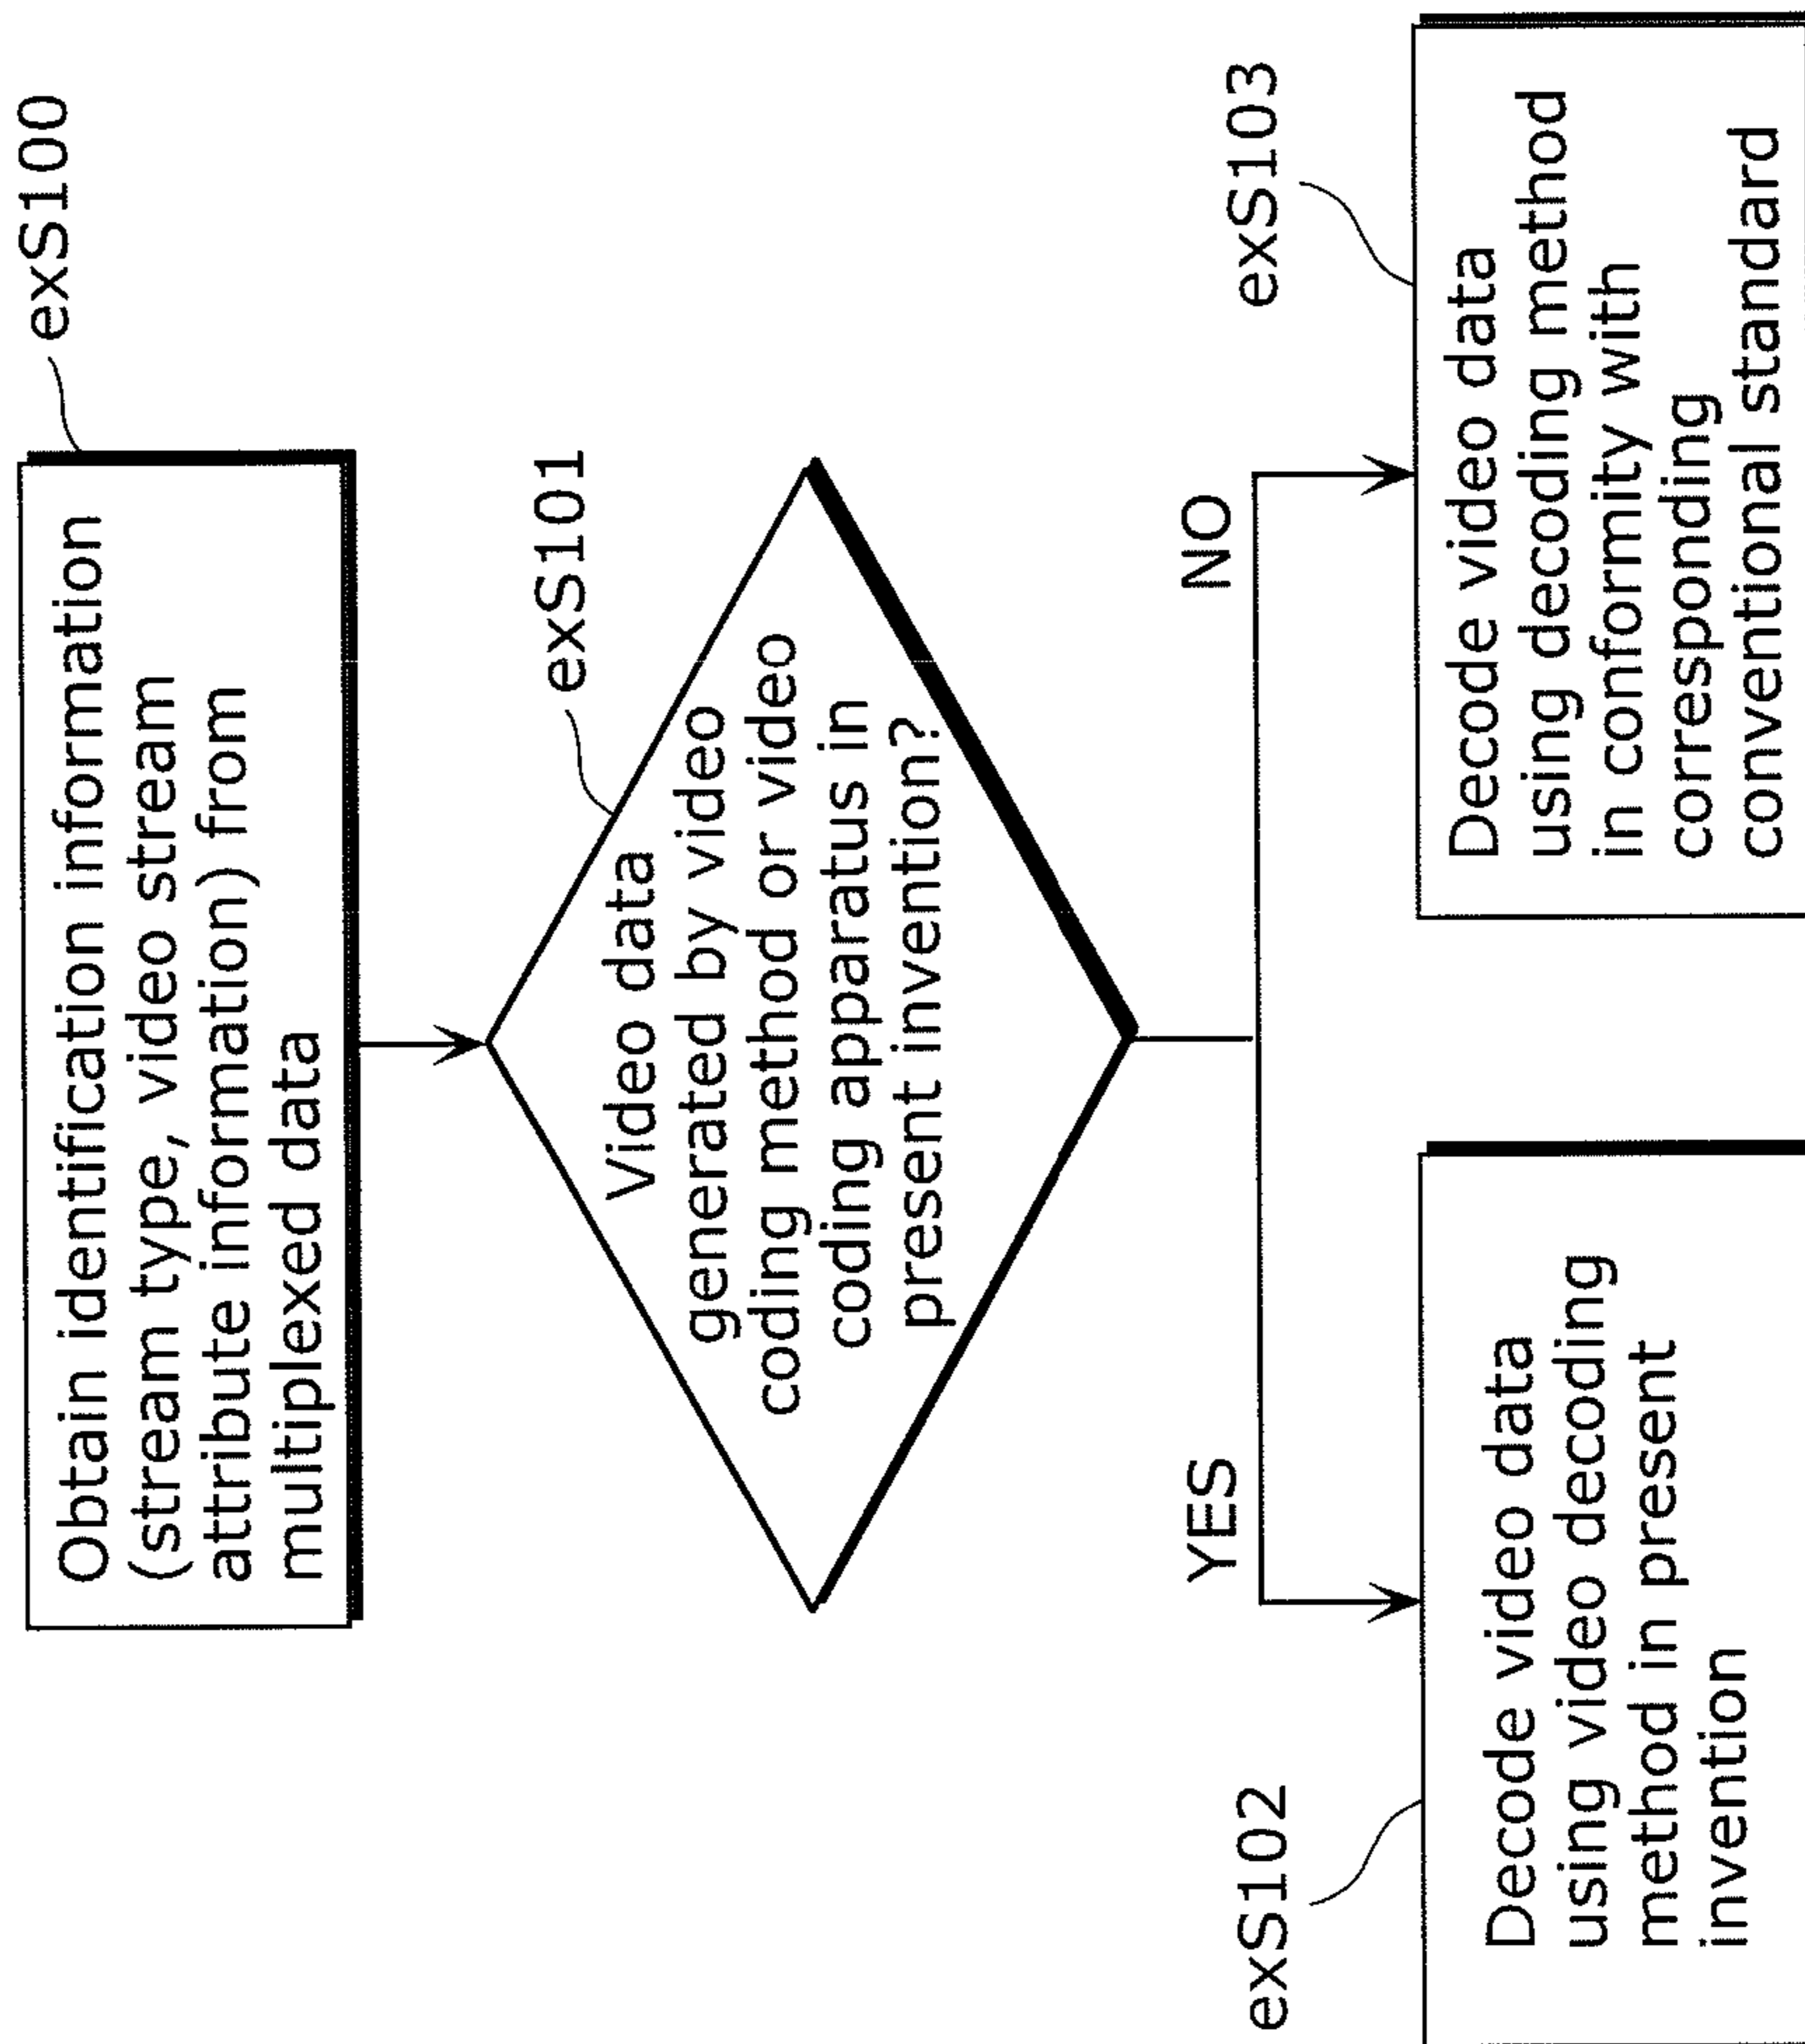 exS100
Obtain identification information
(stream type, video stream
attribute information) from
multiplexed data
exS101
Video data
generated by video
coding method or video
coding apparatus in
present invention?
YES
NO
exS102
Decode video data
using video decoding
method in present
invention
exS103
Decode video data
using decoding method
in conformity with
corresponding
conventional standard